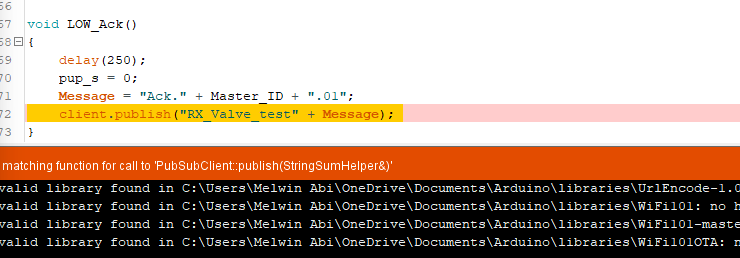 66
67 void LOW_Ack()
68 {
69 delay(250);
70 pup_s = 0;
71 Message = "Ack." + Master_ID + ".01";
72 client.publish("RX_Valve_test" + Message);
73 }
matching function for call to 'PubSubClient::publish(StringSumHelper&)'
valid library found in C:\Users\Melwin Abi\OneDrive\Documents\Arduino\libraries\UrlEncode-1.0
valid library found in C:\Users\Melwin Abi\OneDrive\Documents\Arduino\libraries\WiFi101: no h
valid library found in C:\Users\Melwin Abi\OneDrive\Documents\Arduino\libraries\WiFi101-maste
valid library found in C:\Users\Melwin Abi\OneDrive\Documents\Arduino\libraries\WiFi101OTA: n